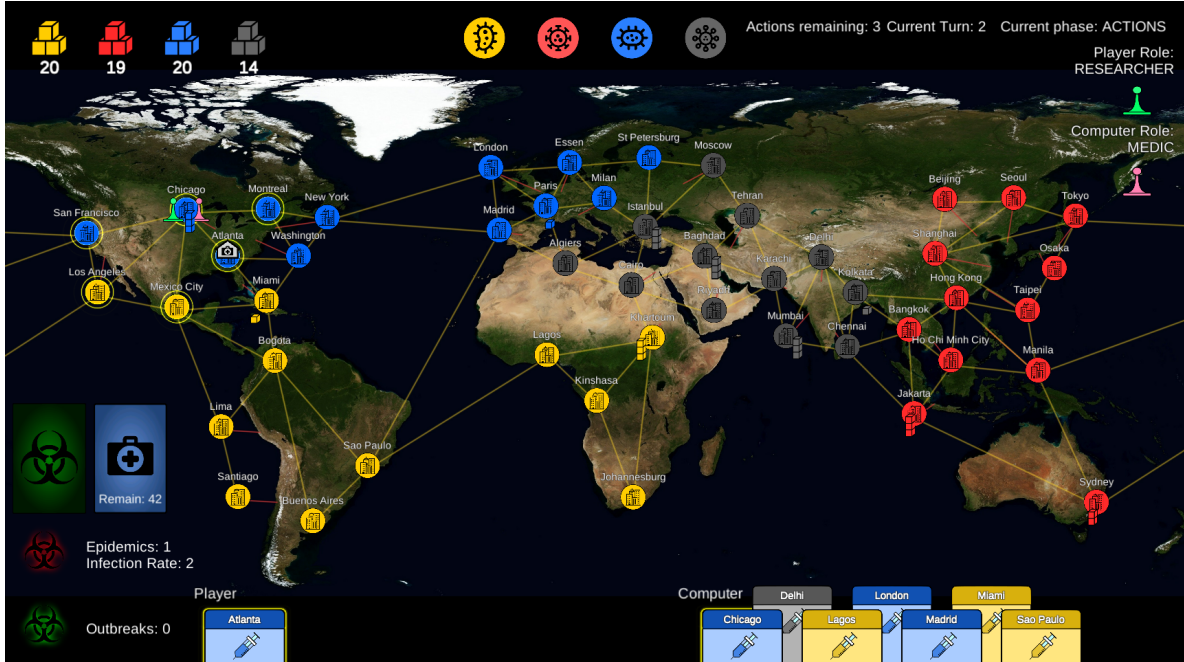 Actions remaining: 3 Current Turn: 2 Current phase: ACTIONS
20 19 20 14
Player Role:
RESEARCHER
Computer Role:
MEDIC
St Petersburg
Essen
London
Moscow
Paris
Milan
Beijing
Seoul
Chicago
Montreal
New York
Tehran
Tokyo
San Francisco
Madrid
Istanbul
Atlanta
Washington
Algiers
Baghdad
Delhi
Shanghai
Osaka
Los Angeles
Mexico City
Miami
Cairo
Karachi
Kolkata
Hong Kong
Riyadh
Taipei
Khartoum
Mumbai
Chennai
Bangkok
Ho Chi Minh City
Bogota
Lagos
Manila
Kinshasa
Jakarta
Lima
Sao Paulo
Santiago
Johannesburg
Sydney
Buenos Aires
Remain: 42
Epidemics: 1
Infection Rate: 2
Outbreaks: 0
Player
Atlanta
Computer
Delhi
London
Miami
Chicago
Lagos
Madrid
Sao Paulo